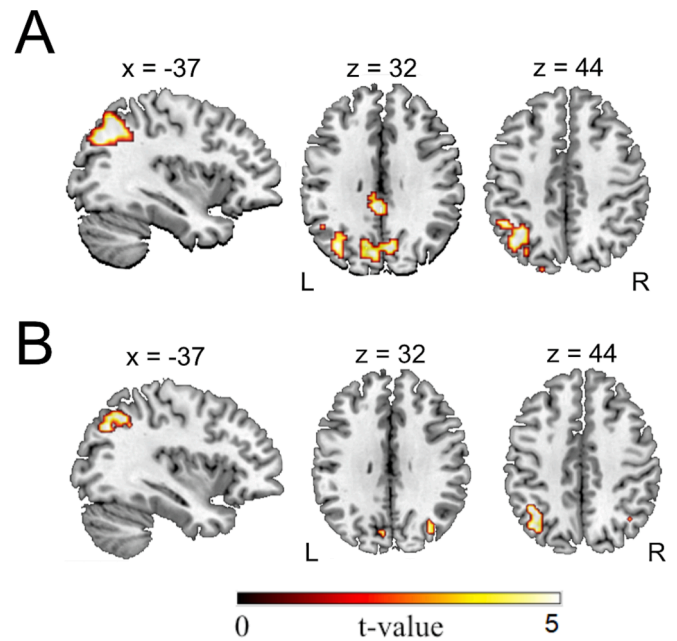 A
x = -37 z = 32 z = 44
L R
B
x = -37 z = 32 z = 44
L R
0 t-value 5